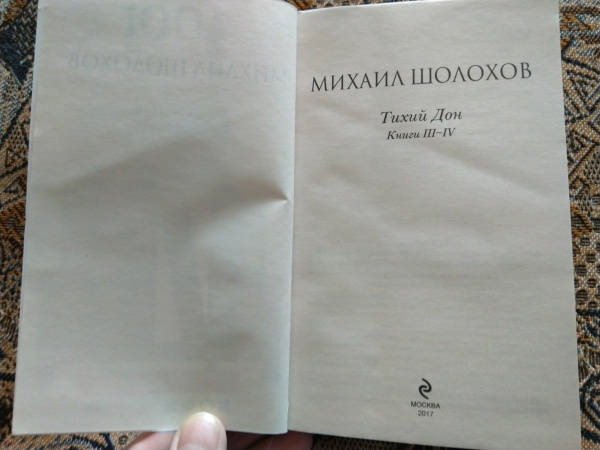 МИХАИЛ ШОЛОХОВ
Тихий Дон
Книги III–IV
МОСКВА
2017